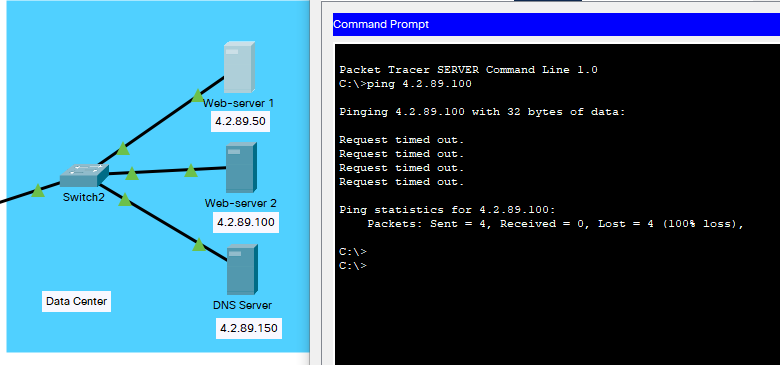 Web-server 1
4.2.89.50
Switch2
Web-server 2
4.2.89.100
DNS Server
4.2.89.150
Data Center
Command Prompt
Packet Tracer SERVER Command Line 1.0
C:\>ping 4.2.89.100
Pinging 4.2.89.100 with 32 bytes of data:
Request timed out.
Request timed out.
Request timed out.
Request timed out.
Ping statistics for 4.2.89.100:
Packets: Sent = 4, Received = 0, Lost = 4 (100% loss),
C:\>
C:\>